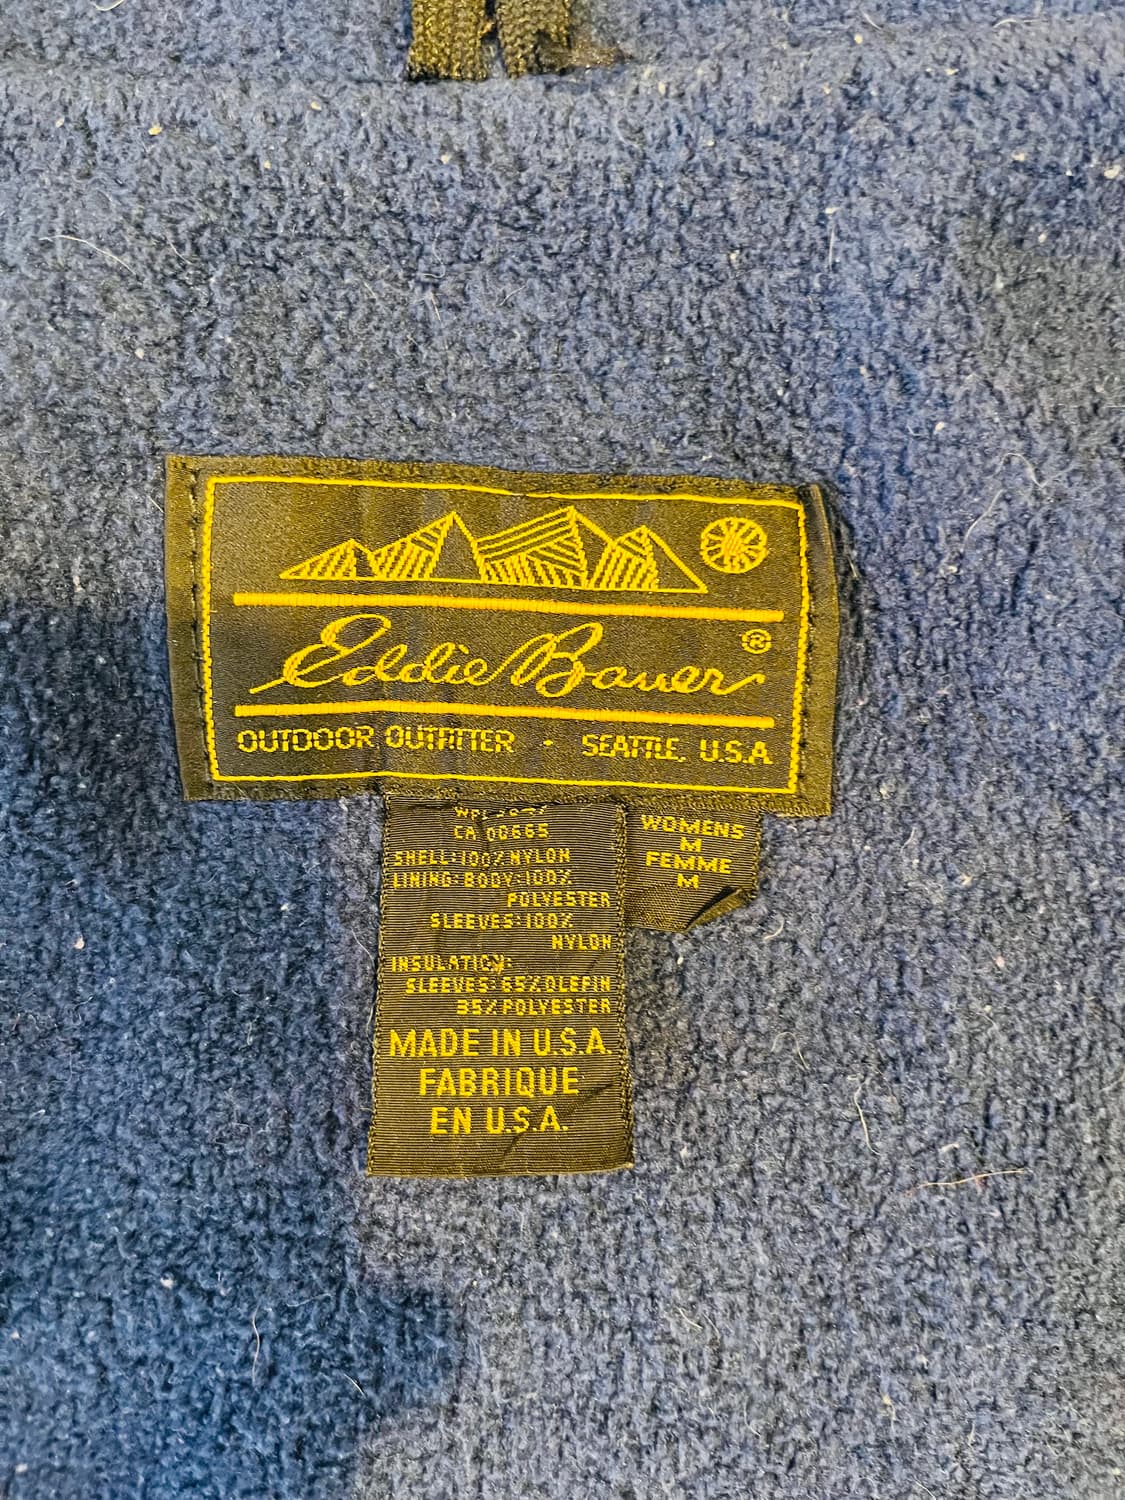 Eddie Bauer ®
OUTDOOR OUTFITTER · SEATTLE, U.S.A
CA 00665
SHELL: 100% NYLON
LINING: BODY: 100%
POLYESTER
SLEEVES: 100%
NYLON
INSULATION:
SLEEVES: 65% OLEFIN
35% POLYESTER
MADE IN U.S.A.
FABRIQUE
EN U.S.A.
WOMENS
M
FEMME
M